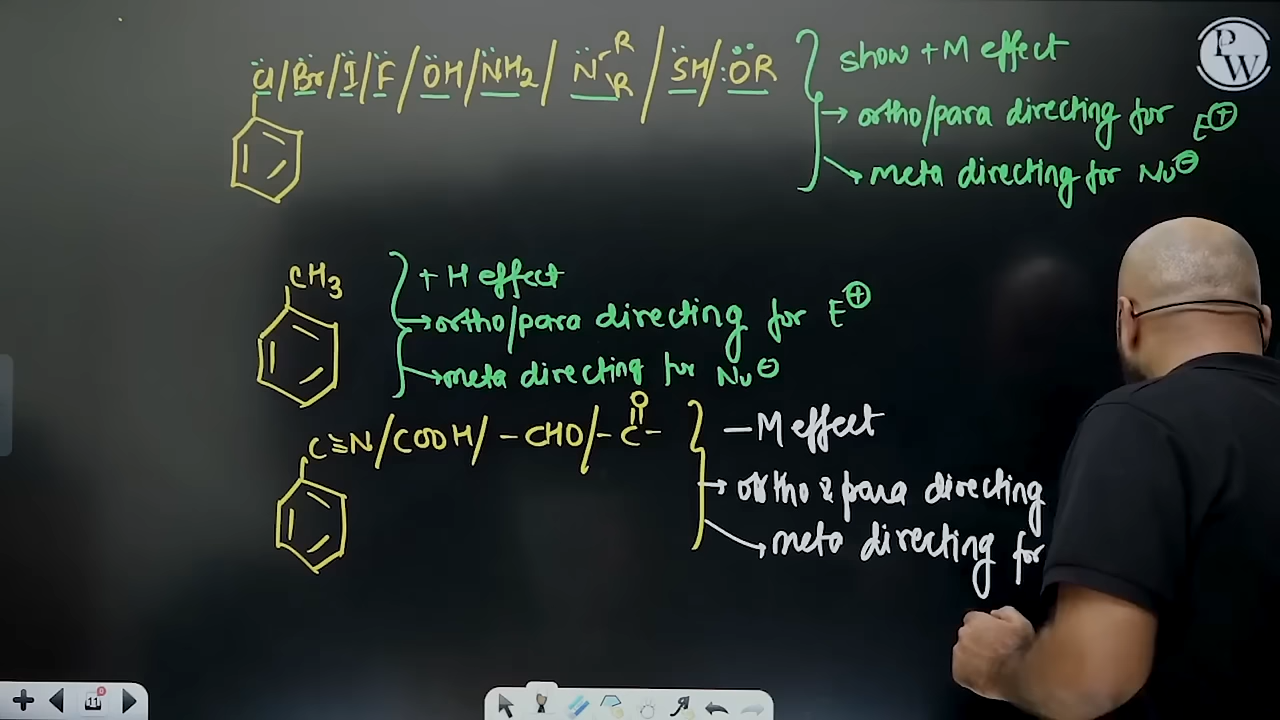 Cl/Br/I/F/OH/NH2/N-R R/SH/OR
show +M effect
→ ortho/para directing for E⊕
→ meta directing for Nu⊖
P
W
CH3
+H effect
→ ortho/para directing for E⊕
→ meta directing for Nu⊖
C≡N/COOH/-CHO/-C-
O
-M effect
→ ortho & para directing
→ meta directing for
11